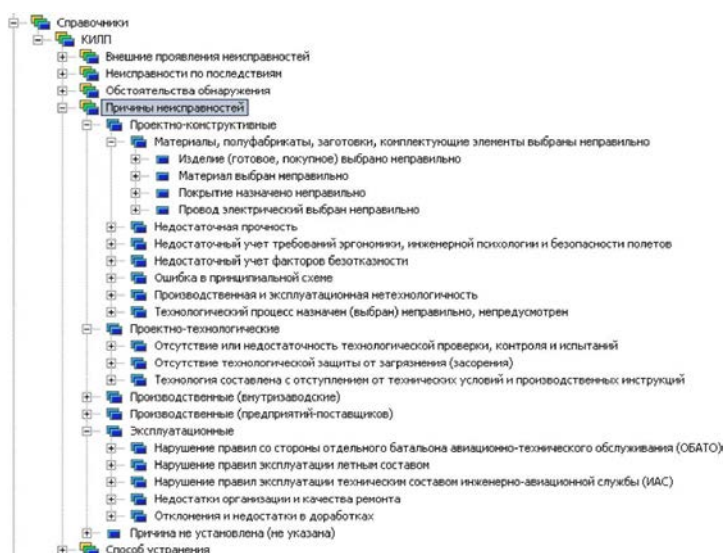 Справочники
КИЛП
Внешние проявления неисправностей
Неисправности по последствиям
Обстоятельства обнаружения
Причины неисправностей
Проектно-конструктивные
Материалы, полуфабрикаты, заготовки, комплектующие элементы выбраны неправильно
Изделие (готовое, покупное) выбрано неправильно
Материал выбран неправильно
Покрытие назначено неправильно
Провод электрический выбран неправильно
Недостаточная прочность
Недостаточный учет требований эргономики, инженерной психологии и безопасности полетов
Недостаточный учет факторов безотказности
Ошибка в принципиальной схеме
Производственная и эксплуатационная нетехнологичность
Технологический процесс назначен (выбран) неправильно, непредусмотрен
Проектно-технологические
Отсутствие или недостаточность технологической проверки, контроля и испытаний
Отсутствие технологической защиты от загрязнения (засорения)
Технология составлена с отступлением от технических условий и производственных инструкций
Производственные (внутризаводские)
Производственные (предприятий-поставщиков)
Эксплуатационные
Нарушение правил со стороны отдельного батальона авиационно-технического обслуживания (ОБАТО)
Нарушение правил эксплуатации летным составом
Нарушение правил эксплуатации техническим составом инженерно-авиационной службы (ИАС)
Недостатки организации и качества ремонта
Отклонения и недостатки в доработках
Причина не установлена (не указана)
Способ устранения